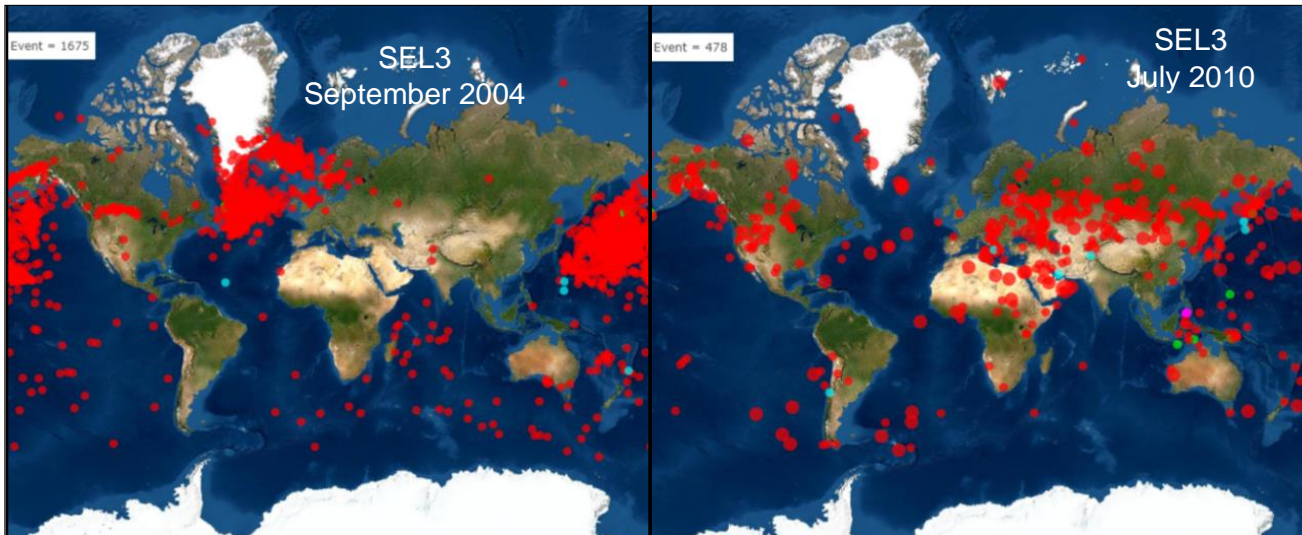 Event = 1675
SEL3
September 2004
Event = 478
SEL3
July 2010